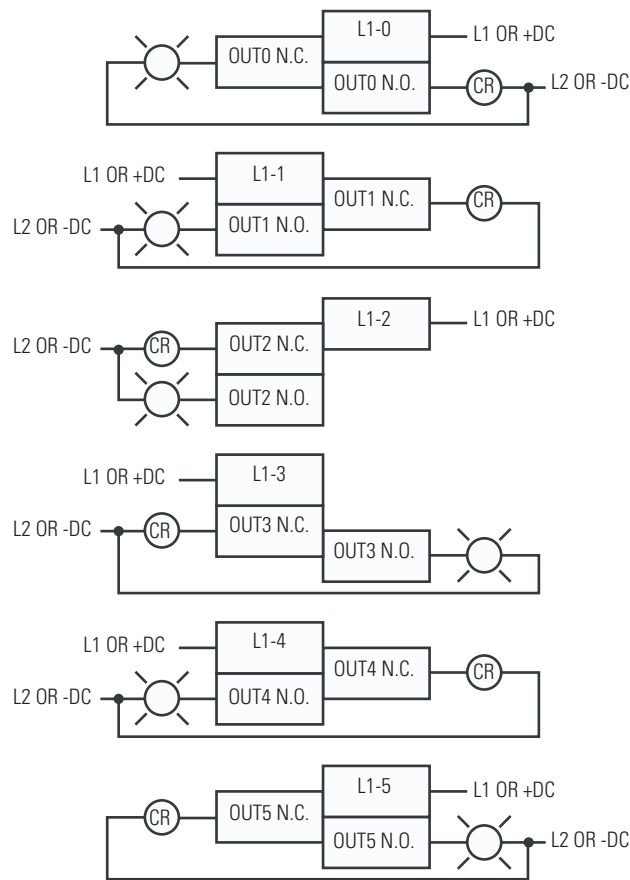 L1-0
L1 OR +DC
OUT0 N.C.
OUT0 N.O.
CR
L2 OR -DC
L1 OR +DC
L1-1
OUT1 N.C.
CR
L2 OR -DC
OUT1 N.O.
L1-2
L1 OR +DC
L2 OR -DC
CR
OUT2 N.C.
OUT2 N.O.
L1 OR +DC
L1-3
L2 OR -DC
CR
OUT3 N.C.
OUT3 N.O.
L1 OR +DC
L1-4
OUT4 N.C.
CR
L2 OR -DC
OUT4 N.O.
L1-5
L1 OR +DC
CR
OUT5 N.C.
OUT5 N.O.
L2 OR -DC